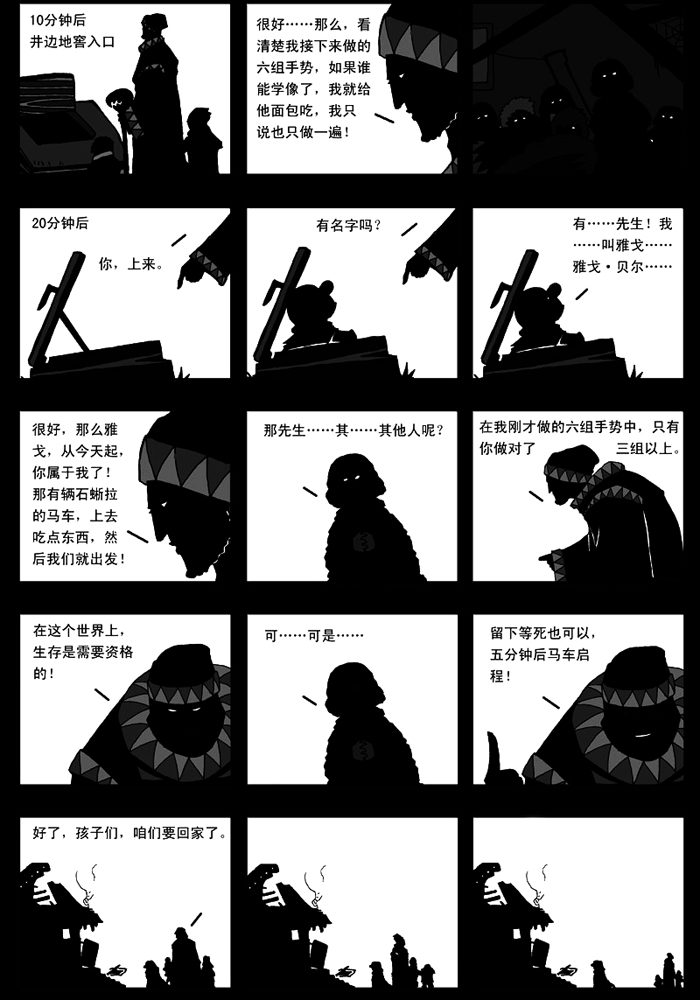 10分钟后
井边地窖入口
很好……那么，看
清楚我接下来做的
六组手势，如果谁
能学像了，我就给
他面包吃，我只
说也只做一遍！
20分钟后
你，上来。
有名字吗？
有……先生！我
……叫雅戈……
雅戈·贝尔……
很好，那么雅
戈，从今天起，
你属于我了！
那有辆石蜥拉
的马车，上去
吃点东西，然
后我们就出发！
那先生……其……其他人呢？
在我刚才做的六组手势中，只有
你做对了 三组以上。
在这个世界上，
生存是需要资格
的！
可……可是……
留下等死也可以，
五分钟后马车启
程！
好了，孩子们，咱们要回家了。